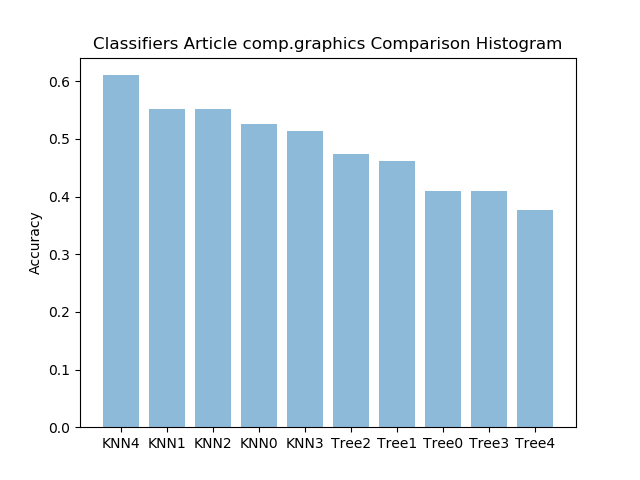 Classifiers Article comp.graphics Comparison Histogram
Accuracy
0.6
0.5
0.4
0.3
0.2
0.1
0.0
KNN4 KNN1 KNN2 KNN0 KNN3 Tree2 Tree1 Tree0 Tree3 Tree4